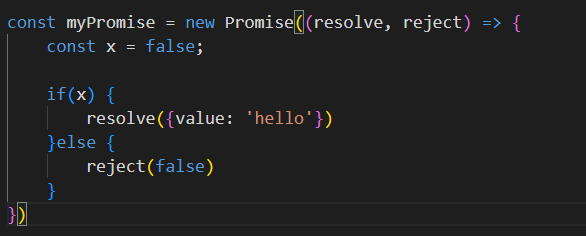 const myPromise = new Promise((resolve, reject) => {
    const x = false;

    if(x) {
        resolve({value: 'hello'})
    }else {
        reject(false)
    }
})